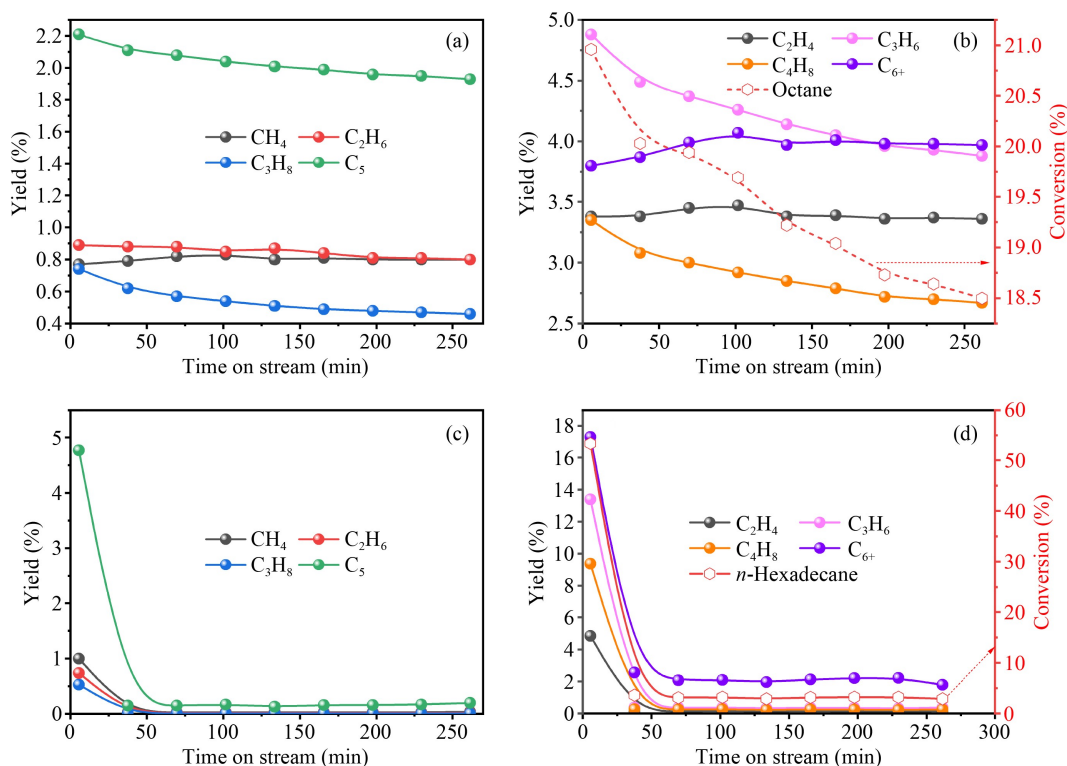 (a)
2.2
2.0
1.8
1.6
1.4
1.2
1.0
0.8
0.6
0.4
Yield (%)
CH4 C2H6
C3H8 C5
0 50 100 150 200 250
Time on stream (min)
(b)
5.0
4.5
4.0
3.5
3.0
2.5
Yield (%)
C2H4 C3H6
C4H8 C6+
Octane
21.0
20.5
20.0
19.5
19.0
18.5
Conversion (%)
0 50 100 150 200 250
Time on stream (min)
(c)
5
4
3
2
1
0
Yield (%)
CH4 C2H6
C3H8 C5
0 50 100 150 200 250
Time on stream (min)
(d)
18
16
14
12
10
8
6
4
2
0
Yield (%)
C2H4 C3H6
C4H8 C6+
n-Hexadecane
60
50
40
30
20
10
0
Conversion (%)
0 50 100 150 200 250 300
Time on stream (min)